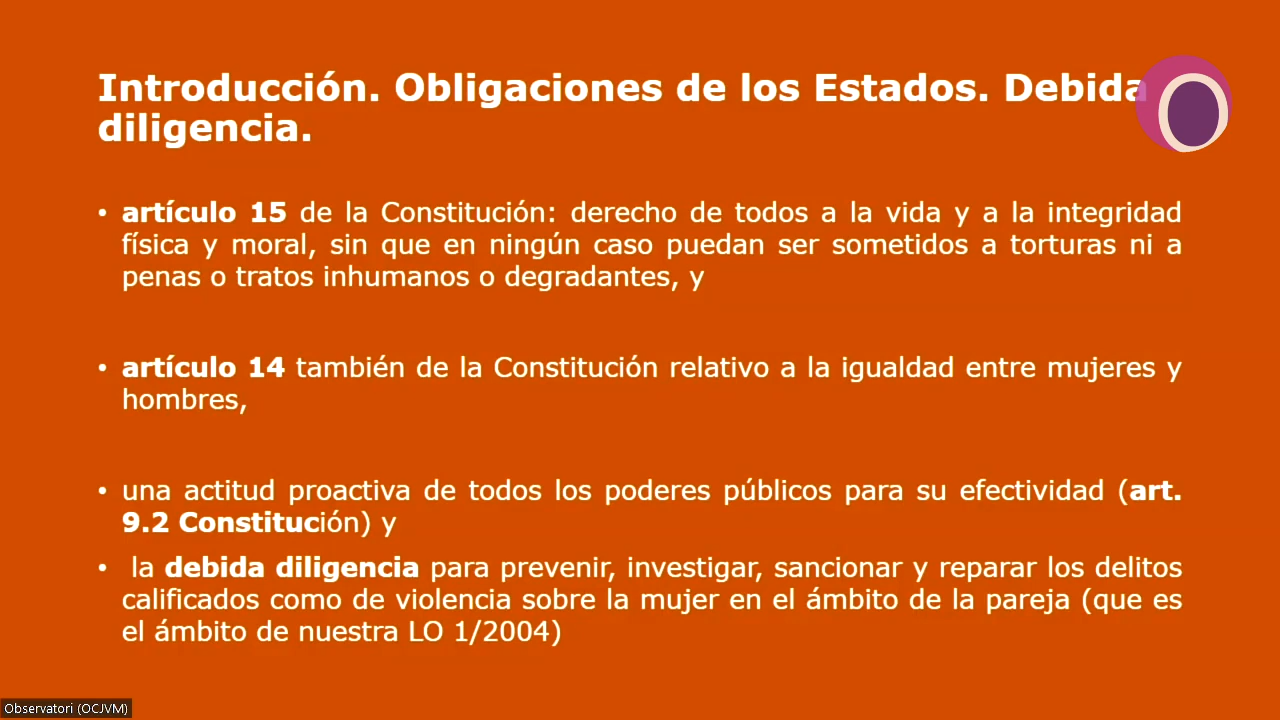 Introducción. Obligaciones de los Estados. Debida
diligencia.
• artículo 15 de la Constitución: derecho de todos a la vida y a la integridad
física y moral, sin que en ningún caso puedan ser sometidos a torturas ni a
penas o tratos inhumanos o degradantes, y
• artículo 14 también de la Constitución relativo a la igualdad entre mujeres y
hombres,
• una actitud proactiva de todos los poderes públicos para su efectividad (art.
9.2 Constitución) y
• la debida diligencia para prevenir, investigar, sancionar y reparar los delitos
calificados como de violencia sobre la mujer en el ámbito de la pareja (que es
el ámbito de nuestra LO 1/2004)
Observatori (OCJVM)